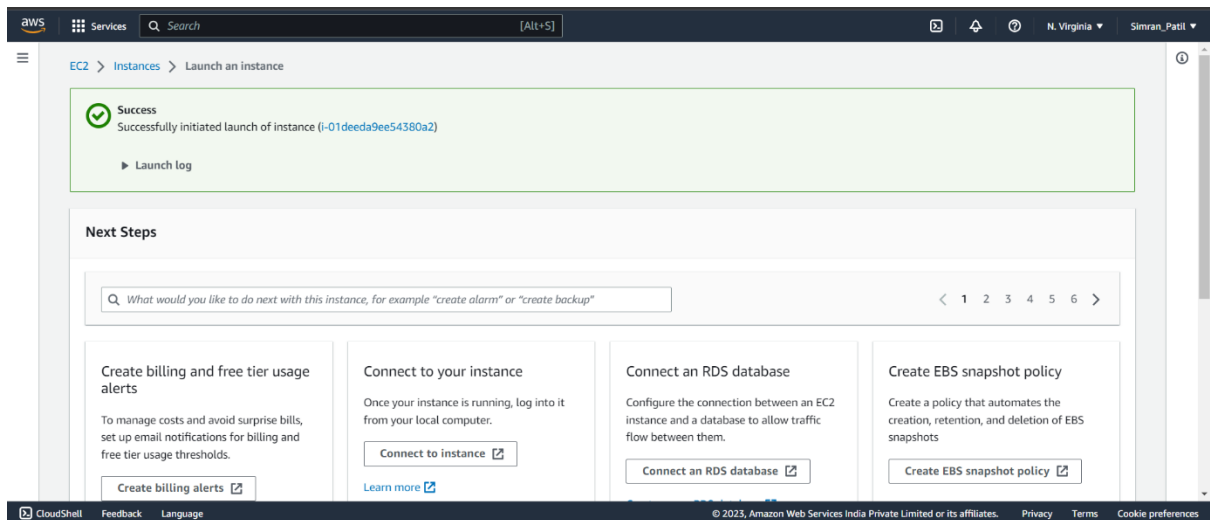 aws
Services
Search
[Alt+S]
N. Virginia
Simran_Patil
EC2 > Instances > Launch an instance
Success
Successfully initiated launch of instance (i-01deeda9ee54380a2)
Launch log
Next Steps
What would you like to do next with this instance, for example "create alarm" or "create backup"
< 1 2 3 4 5 6 >
Create billing and free tier usage
alerts
To manage costs and avoid surprise bills,
set up email notifications for billing and
free tier usage thresholds.
Create billing alerts
Connect to your instance
Once your instance is running, log into it
from your local computer.
Connect to instance
Learn more
Connect an RDS database
Configure the connection between an EC2
instance and a database to allow traffic
flow between them.
Connect an RDS database
Create EBS snapshot policy
Create a policy that automates the
creation, retention, and deletion of EBS
snapshots
Create EBS snapshot policy
CloudShell
Feedback
Language
© 2023, Amazon Web Services India Private Limited or its affiliates.
Privacy
Terms
Cookie preferences